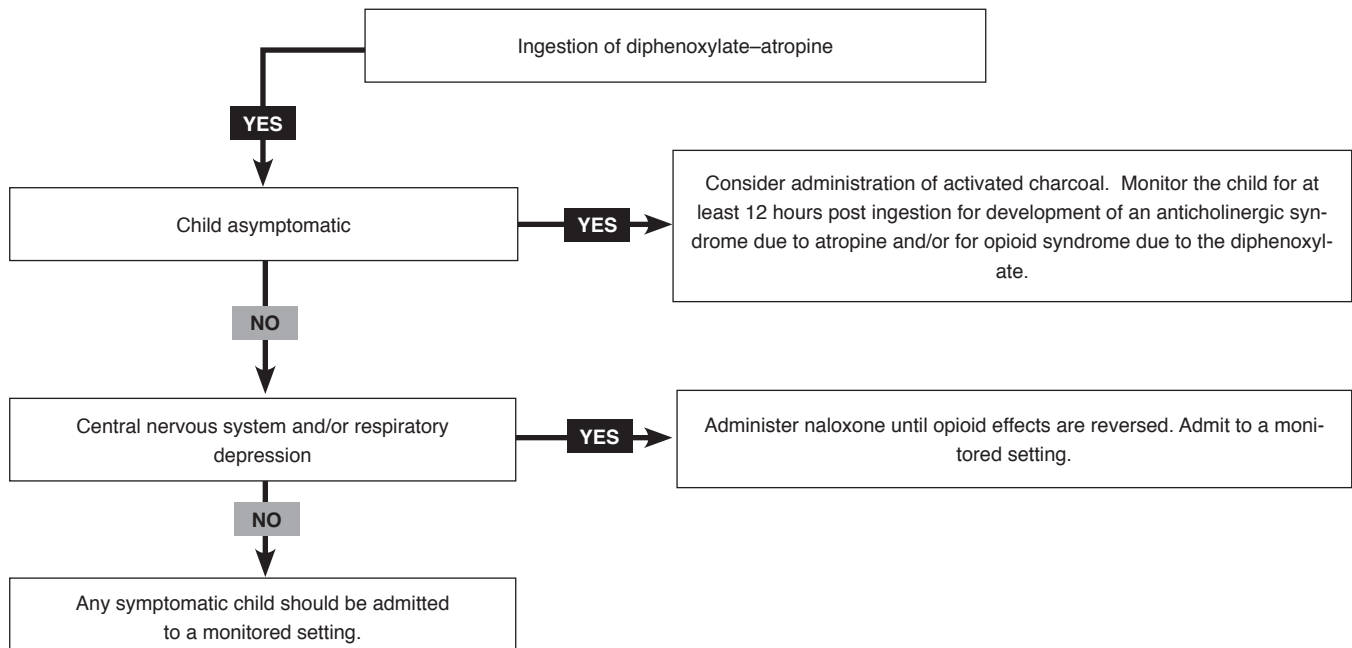 Ingestion of diphenoxylate–atropine
YES
Child asymptomatic
YES
Consider administration of activated charcoal. Monitor the child for at
least 12 hours post ingestion for development of an anticholinergic syn-
drome due to atropine and/or for opioid syndrome due to the diphenoxyl-
ate.
NO
Central nervous system and/or respiratory
depression
YES
Administer naloxone until opioid effects are reversed. Admit to a moni-
tored setting.
NO
Any symptomatic child should be admitted
to a monitored setting.